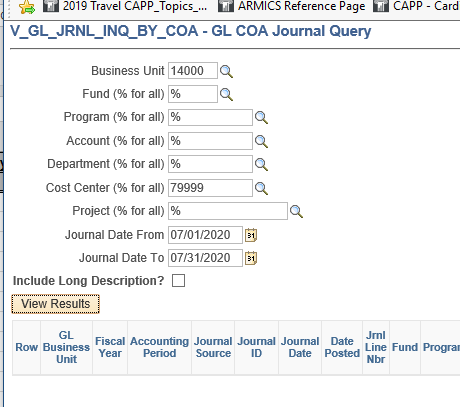 2019 Travel CAPP_Topics_... ARMICS Reference Page CAPP - Card
V_GL_JRNL_INQ_BY_COA - GL COA Journal Query
Business Unit 14000
Fund (% for all) %
Program (% for all) %
Account (% for all) %
Department (% for all) %
Cost Center (% for all) 79999
Project (% for all) %
Journal Date From 07/01/2020 31
Journal Date To 07/31/2020 31
Include Long Description?
View Results
Row GL Business Unit Fiscal Year Accounting Period Journal Source Journal ID Journal Date Date Posted Jrnl Line Nbr Fund Program